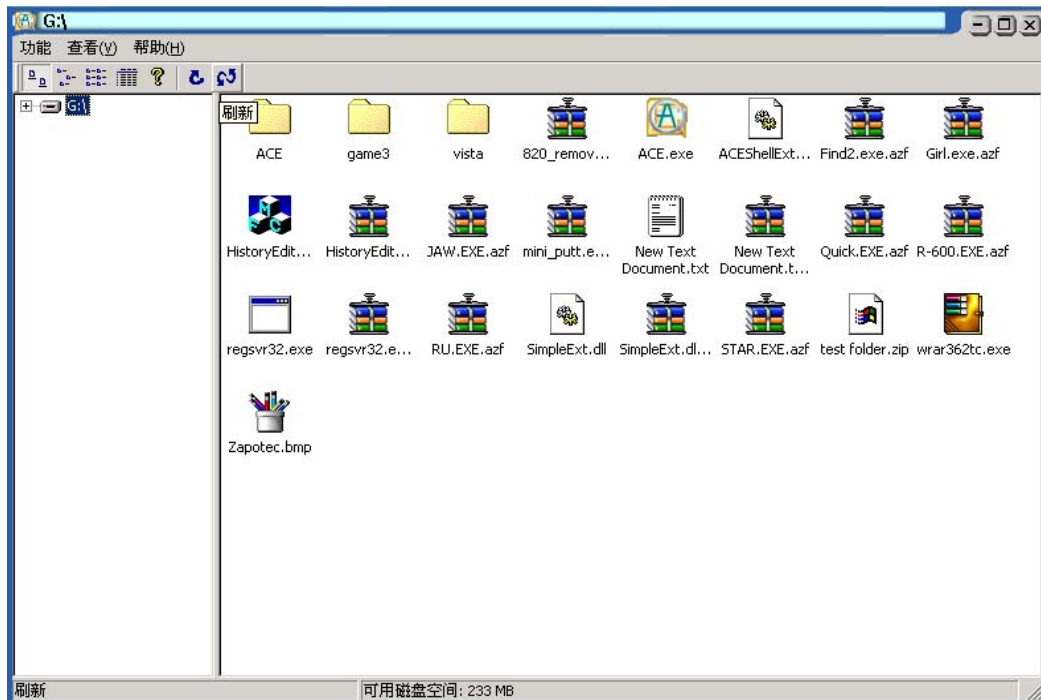 G:\
功能 查看(V) 帮助(H)
G:\
刷新
ACE game3 vista 820_remov... ACE.exe ACEShellExt... Find2.exe.azf Girl.exe.azf
HistoryEdit... HistoryEdit... JAW.EXE.azf mini_putt.e... New Text Document.txt New Text Document.t... Quick.EXE.azf R-600.EXE.azf
regsvr32.exe regsvr32.e... RU.EXE.azf SimpleExt.dll SimpleExt.dl... STAR.EXE.azf test folder.zip wrar362tc.exe
Zapotec.bmp
刷新 可用磁盘空间: 233 MB